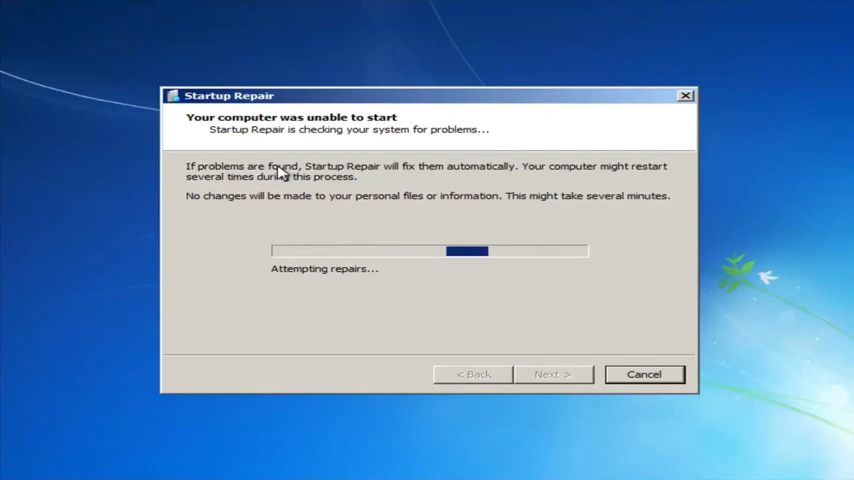 Startup Repair
Your computer was unable to start
Startup Repair is checking your system for problems...
If problems are found, Startup Repair will fix them automatically. Your computer might restart
several times during this process.
No changes will be made to your personal files or information. This might take several minutes.
Attempting repairs...
< Back
Next >
Cancel